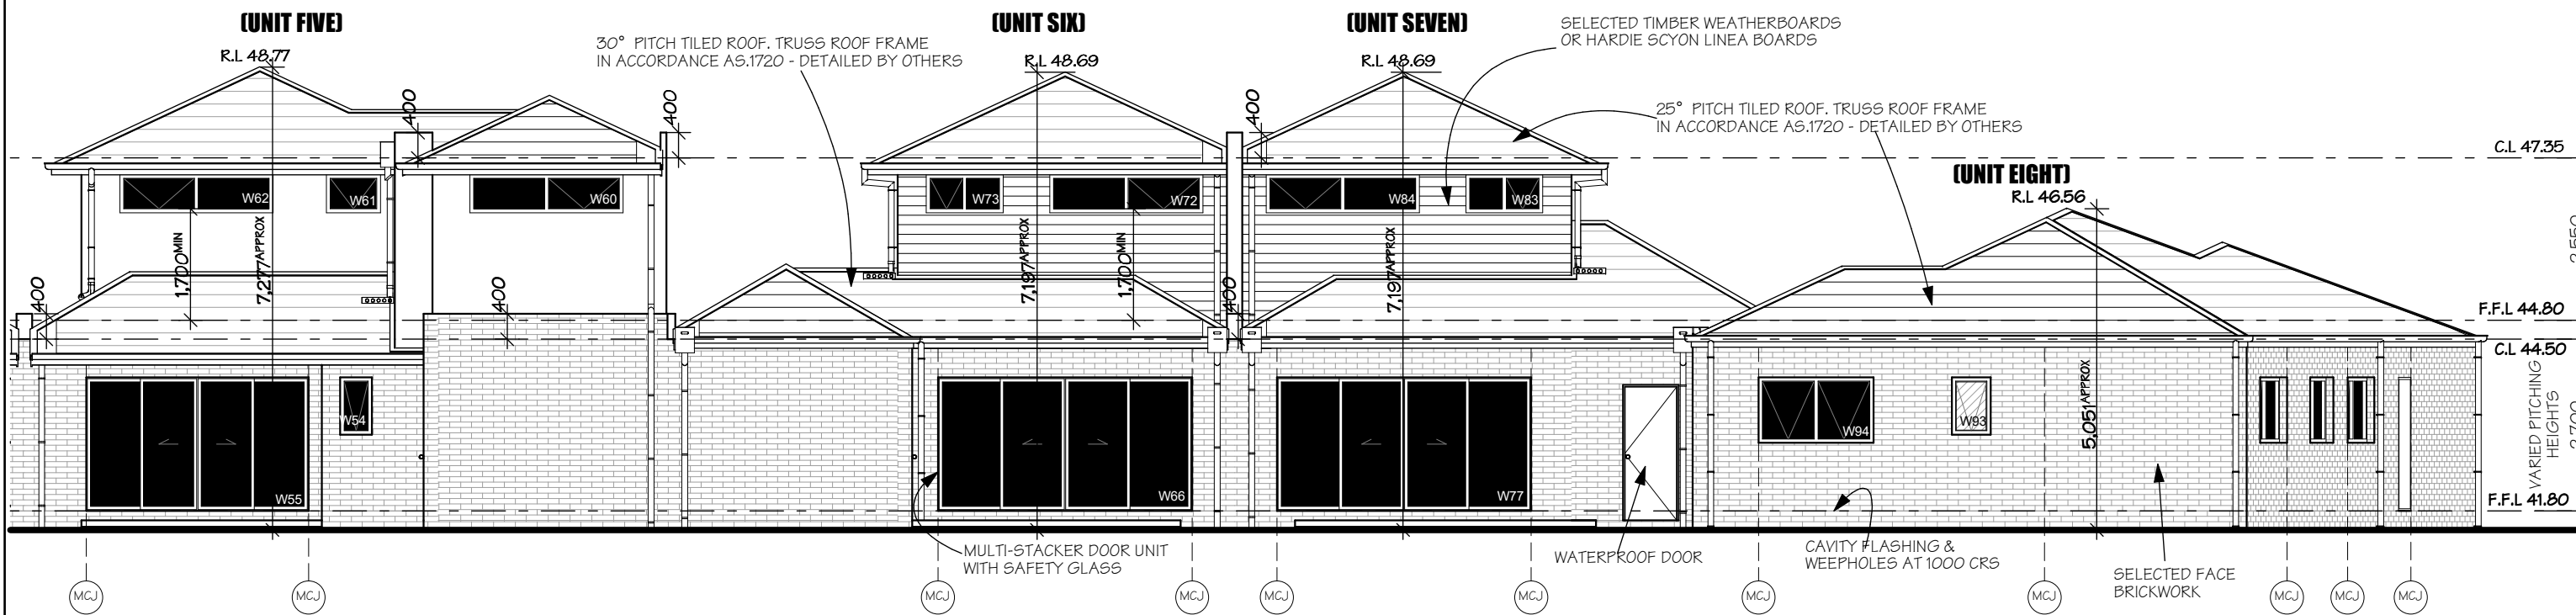 (UNIT FIVE)
(UNIT SIX)
(UNIT SEVEN)
SELECTED TIMBER WEATHERBOARDS
OR HARDIE SCYON LINEA BOARDS
30° PITCH TILED ROOF. TRUSS ROOF FRAME
IN ACCORDANCE AS.1720 - DETAILED BY OTHERS
R.L 48.77
R.L 48.69
R.L 48.69
25° PITCH TILED ROOF. TRUSS ROOF FRAME
IN ACCORDANCE AS.1720 - DETAILED BY OTHERS
400
400
400
C.L 47.35
(UNIT EIGHT)
R.L 46.56
W62
W61
W60
W73
W72
W84
W83
1,700MIN
7,277APPROX
7,197APPROX
1,700MIN
7,197APPROX
400
400
400
F.F.L 44.80
C.L 44.50
5,051APPROX
VARIED PITCHING
HEIGHTS
W54
W55
W66
W77
W94
W93
F.F.L 41.80
MULTI-STACKER DOOR UNIT
WITH SAFETY GLASS
WATERPROOF DOOR
CAVITY FLASHING &
WEEPHOLES AT 1000 CRS
SELECTED FACE
BRICKWORK
MCJ
MCJ
MCJ
MCJ
MCJ
MCJ
MCJ
MCJ
MCJ
MCJ
MCJ